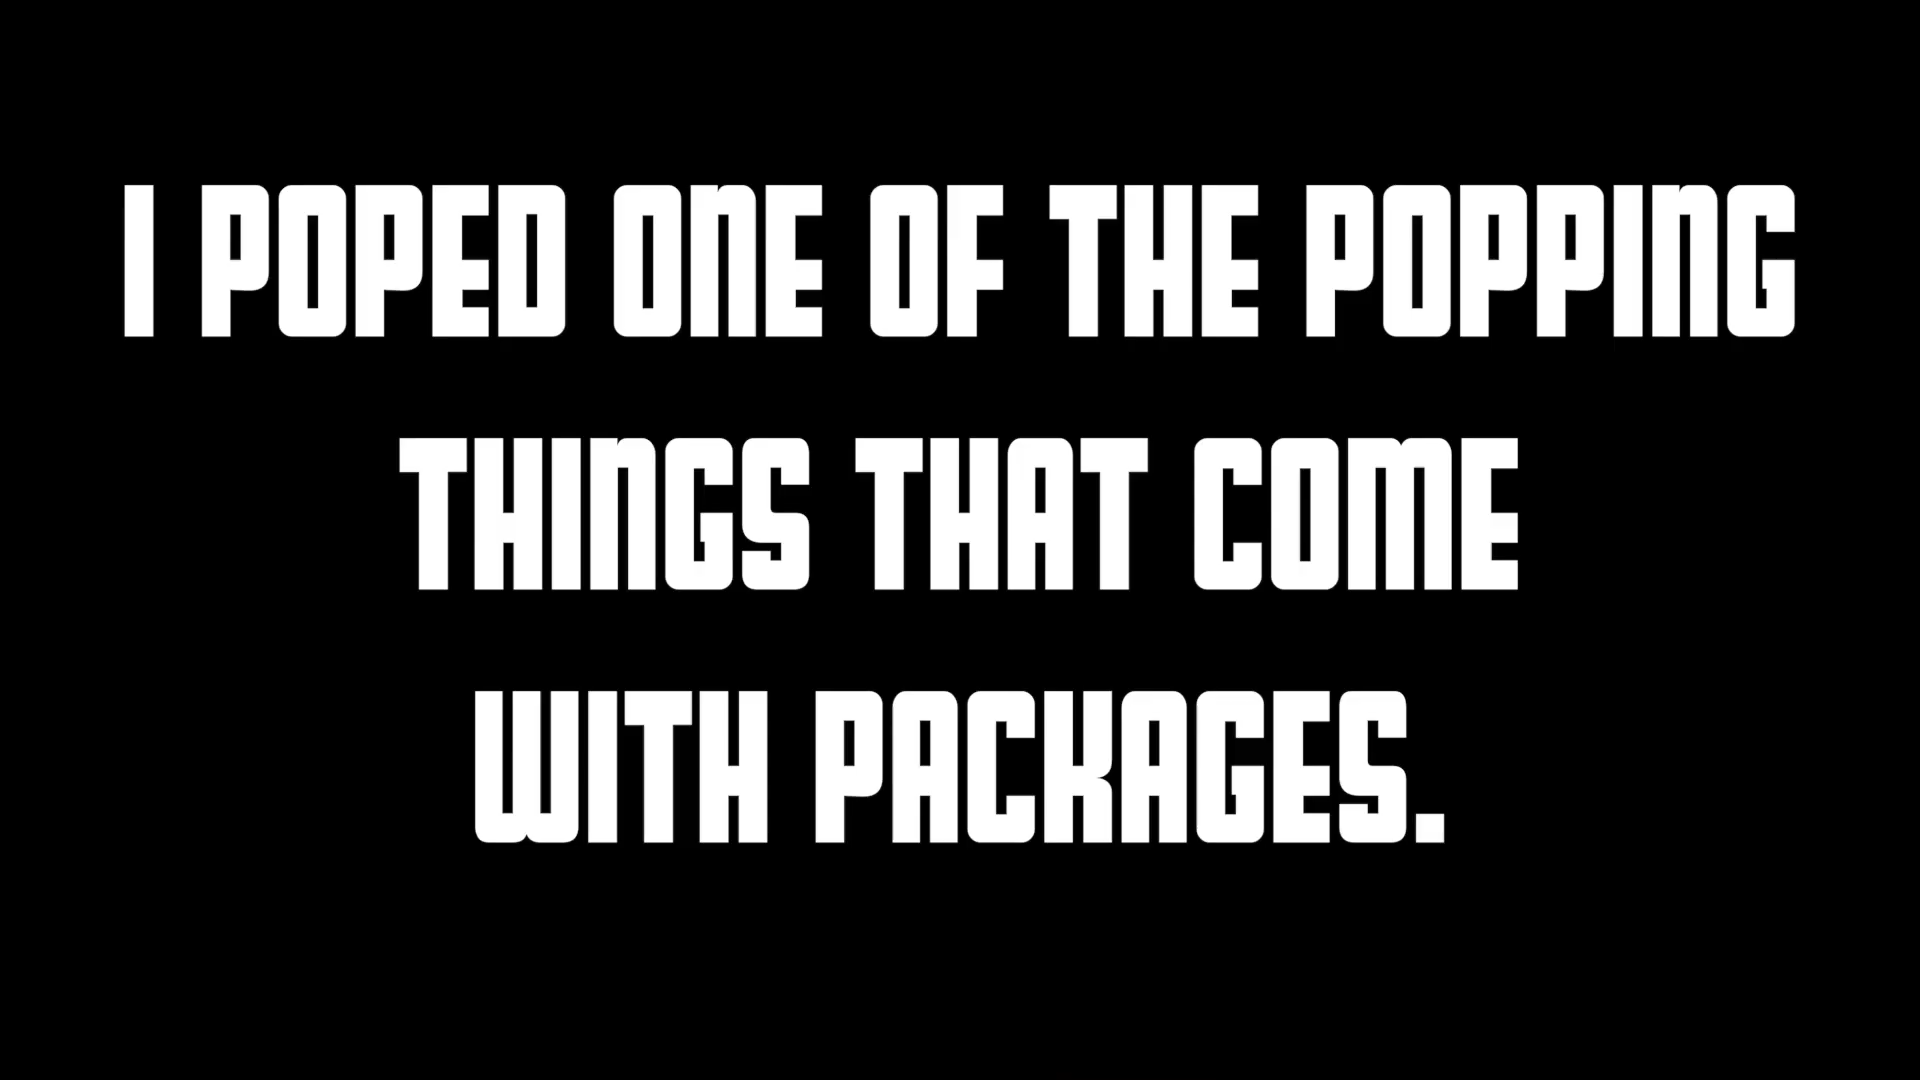 I POPED ONE OF THE POPPING
THINGS THAT COME
WITH PACKAGES.